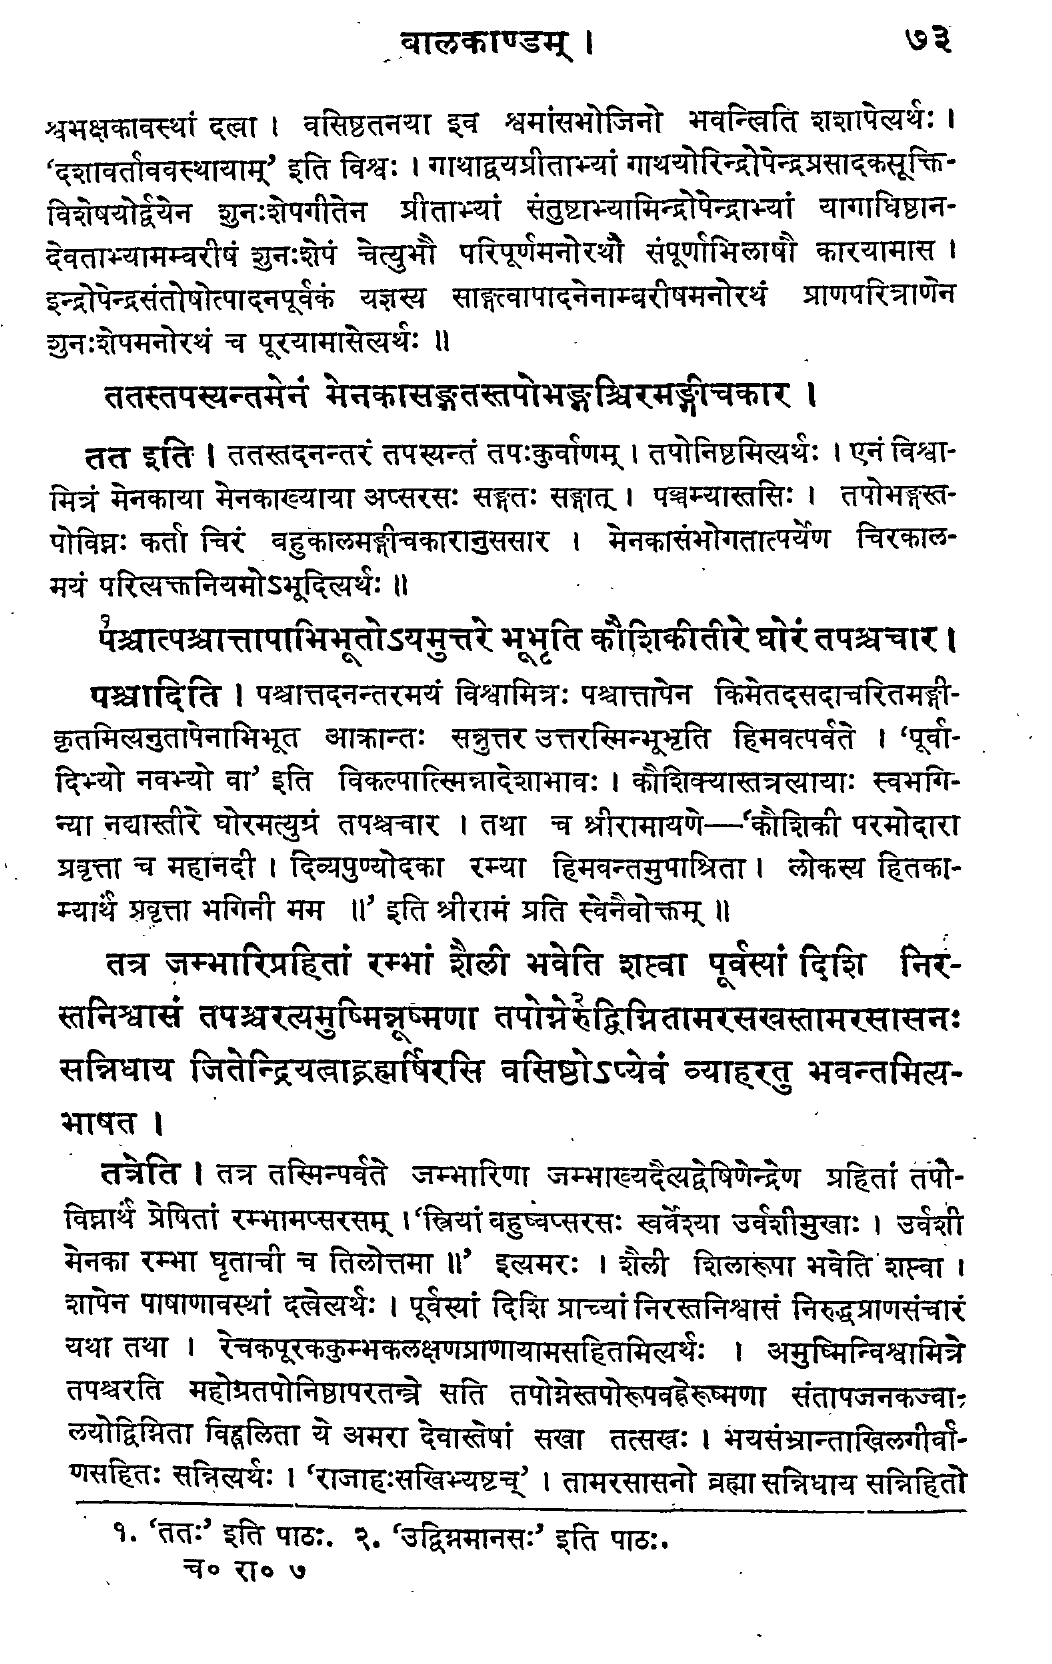 बालकाण्डम् । ७३
श्वभक्षकावस्थां दत्वा । वसिष्ठतनया इव श्वमांसभोजिनो भवन्त्विति शशापेत्यर्थः ।
‘दशावर्ताववस्थायाम्’ इति विश्वः । गाथाद्वयप्रीताभ्यां गाथयोरिन्द्रोपेन्द्रप्रसादकसूक्ति-
विशेषयोर्द्वयेन शुनःशेपगीतेन प्रीताभ्यां संतुष्टाभ्यामिन्द्रोपेन्द्राभ्यां यागाधिष्ठान-
देवताभ्यामम्बरीषं शुनःशेपं चेत्युभौ परिपूर्णमनोरथौ संपूर्णाभिलाषौ कारयामास ।
इन्द्रोपेन्द्रसंतोषोत्पादनपूर्वकं यज्ञस्य साङ्गत्वापादनेनाम्बरीषमनोरथं प्राणपरित्राणेन
शुनःशेपमनोरथं च पूरयामासेत्यर्थः ॥
ततस्तपस्यन्तमेनं मेनकासङ्गतस्तपोभङ्गश्चिरमङ्गीचकार ।
तत इति । ततस्तदनन्तरं तपस्यन्तं तपःकुर्वाणम् । तपोनिष्ठमित्यर्थः । एनं विश्वा-
मित्रं मेनकाया मेनकाख्याया अप्सरसः सङ्गतः सङ्गात् । पञ्चम्यास्तसिः । तपोभङ्गस्त-
पोविघ्नः कर्ता चिरं बहुकालमङ्गीचकारानुससार । मेनकासंभोगतात्पर्येण चिरकाल-
मयं परित्यक्तनियमोऽभूदित्यर्थः ॥
पश्चात्पश्चात्तापाभिभूतोऽयमुत्तरे भूभृति कौशिकीतीरे घोरं तपश्चचार ।
पश्चादिति । पश्चात्तदनन्तरमयं विश्वामित्रः पश्चात्तापेन किमेतदसदाचरितमङ्गी-
कृतमित्यनुतापेनाभिभूत आक्रान्तः सन्नुत्तर उत्तरस्मिन्भूभृति हिमवत्पर्वते । ‘पूर्वा-
दिभ्यो नवभ्यो वा’ इति विकल्पात्स्मिन्नादेशाभावः । कौशिक्यास्तत्रत्यायाः स्वभगि-
न्या नद्यास्तीरे घोरमत्युग्रं तपश्चचार । तथा च श्रीरामायणे—‘कौशिकी परमोदारा
प्रवृत्ता च महानदी । दिव्यपुण्योदका रम्या हिमवन्तमुपाश्रिता । लोकस्य हितका-
म्यार्थं प्रवृत्ता भगिनी मम ॥’ इति श्रीरामं प्रति स्वेनैवोक्तम् ॥
तत्र जम्भारिप्रहितां रम्भां शैली भवेति शप्त्वा पूर्वस्यां दिशि निर-
स्तनिश्वासं तपश्चरत्यमुष्मिन्नूष्मणा तपोग्नेरुद्विग्नितामरसखस्तामरसासनः
सन्निधाय जितेन्द्रियत्वाद्ब्रह्मर्षिरसि वसिष्ठोऽप्येवं व्याहरतु भवन्तमित्य-
भाषत ।
तत्रेति । तत्र तस्मिन्पर्वते जम्भारिणा जम्भाख्यदैत्यद्वेषिणेन्द्रेण प्रहितां तपो-
विघ्नार्थं प्रेषितां रम्भामप्सरसम् । ‘स्त्रियां बहुष्वप्सरसः स्वर्वेश्या उर्वशीमुखाः । उर्वशी
मेनका रम्भा घृताची च तिलोत्तमा ॥’ इत्यमरः । शैली शिलारूपा भवेति शप्त्वा ।
शापेन पाषाणावस्थां दत्वेत्यर्थः । पूर्वस्यां दिशि प्राच्यां निरस्तनिश्वासं निरुद्धप्राणसंचारं
यथा तथा । रेचकपूरककुम्भकलक्षणप्राणायामसहितमित्यर्थः । अमुष्मिन्विश्वामित्रे
तपश्चरति महोग्रतपोनिष्ठापरतन्त्रे सति तपोग्नेस्तपोरूपवह्नेरूष्मणा संतापजनकज्वा-
लयोद्विग्निता विह्वलिता ये अमरा देवास्तेषां सखा तत्सखः । भयसंभ्रान्ताखिलगीर्वा-
णसहितः सन्नित्यर्थः । ‘राजाहःसखिभ्यष्टच्’ । तामरसासनो ब्रह्मा सन्निधाय सन्निहितो
१. ‘ततः’ इति पाठः. २. ‘उद्विग्नमानसः’ इति पाठः.
च० रा० ७